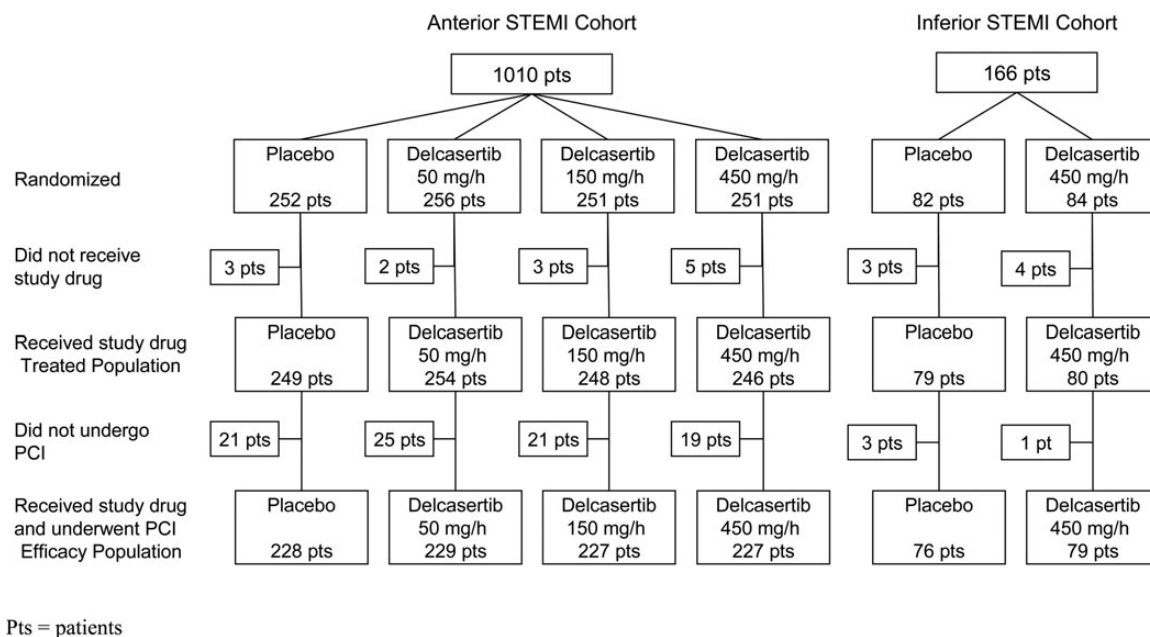 Anterior STEMI Cohort
Inferior STEMI Cohort
1010 pts
166 pts
Randomized
Placebo
252 pts
Delcasertib
50 mg/h
256 pts
Delcasertib
150 mg/h
251 pts
Delcasertib
450 mg/h
251 pts
Placebo
82 pts
Delcasertib
450 mg/h
84 pts
Did not receive
study drug
3 pts
2 pts
3 pts
5 pts
3 pts
4 pts
Received study drug
Treated Population
Placebo
249 pts
Delcasertib
50 mg/h
254 pts
Delcasertib
150 mg/h
248 pts
Delcasertib
450 mg/h
246 pts
Placebo
79 pts
Delcasertib
450 mg/h
80 pts
Did not undergo
PCI
21 pts
25 pts
21 pts
19 pts
3 pts
1 pt
Received study drug
and underwent PCI
Efficacy Population
Placebo
228 pts
Delcasertib
50 mg/h
229 pts
Delcasertib
150 mg/h
227 pts
Delcasertib
450 mg/h
227 pts
Placebo
76 pts
Delcasertib
450 mg/h
79 pts
Pts = patients